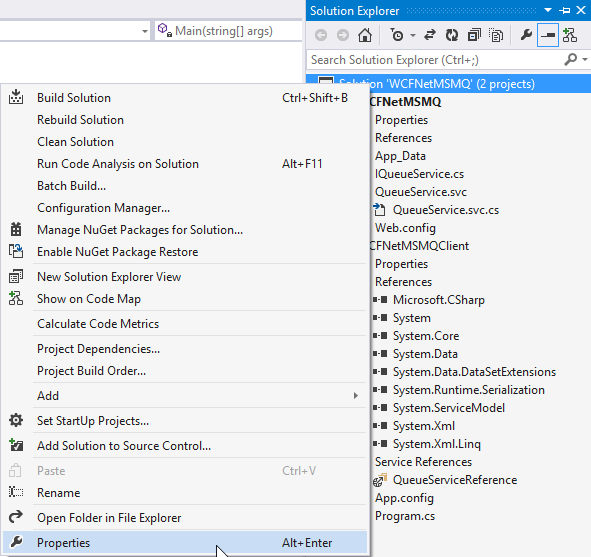 Solution Explorer
Main(string[] args)
Search Solution Explorer (Ctrl+;)
Solution 'WCFNetMSMQ' (2 projects)
Build Solution Ctrl+Shift+B
Rebuild Solution
Clean Solution
Run Code Analysis on Solution Alt+F11
Batch Build...
Configuration Manager...
Manage NuGet Packages for Solution...
Enable NuGet Package Restore
New Solution Explorer View
Show on Code Map
Calculate Code Metrics
Project Dependencies...
Project Build Order...
Add
Set StartUp Projects...
Add Solution to Source Control...
Paste Ctrl+V
Rename
Open Folder in File Explorer
Properties Alt+Enter
CFNetMSMQ
Properties
References
App_Data
IQueueService.cs
QueueService.svc
QueueService.svc.cs
Web.config
CFNetMSMQClient
Properties
References
Microsoft.CSharp
System
System.Core
System.Data
System.Data.DataSetExtensions
System.Runtime.Serialization
System.ServiceModel
System.Xml
System.Xml.Linq
Service References
QueueServiceReference
App.config
Program.cs